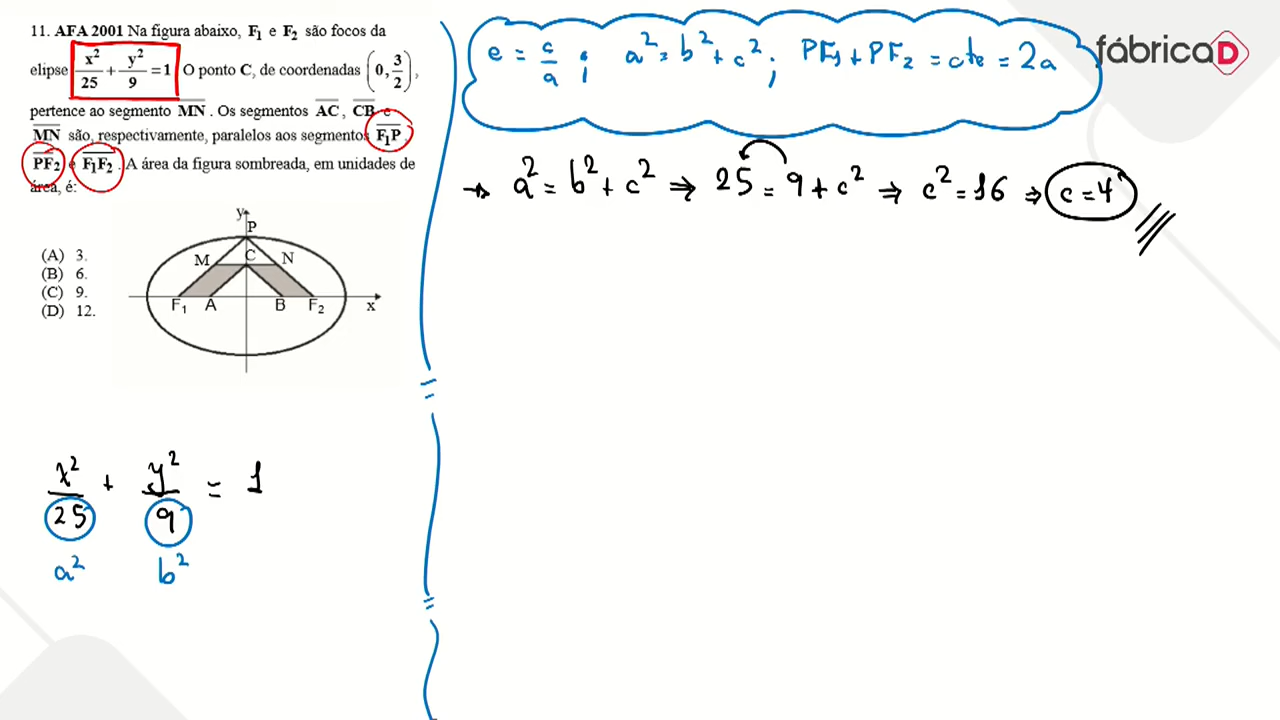 11. AFA 2001 Na figura abaixo, F₁ e F₂ são focos da
elipse x²/25 + y²/9 = 1 O ponto C, de coordenadas (0, 3/2),
pertence ao segmento MN. Os segmentos AC, CB e
MN são, respectivamente, paralelos aos segmentos F₁P
PF₂ e F₁F₂. A área da figura sombreada, em unidades de
área, é:
(A) 3.
(B) 6.
(C) 9.
(D) 12.
y
P
M C N
F₁ A B F₂ x
x²/25 + y²/9 = 1
a² b²
e = c/a ; a² = b² + c² ; PF₁ + PF₂ = cte = 2a
fábricaD
→ a² = b² + c² ⇒ 25 = 9 + c² ⇒ c² = 16 ⇒ c = 4